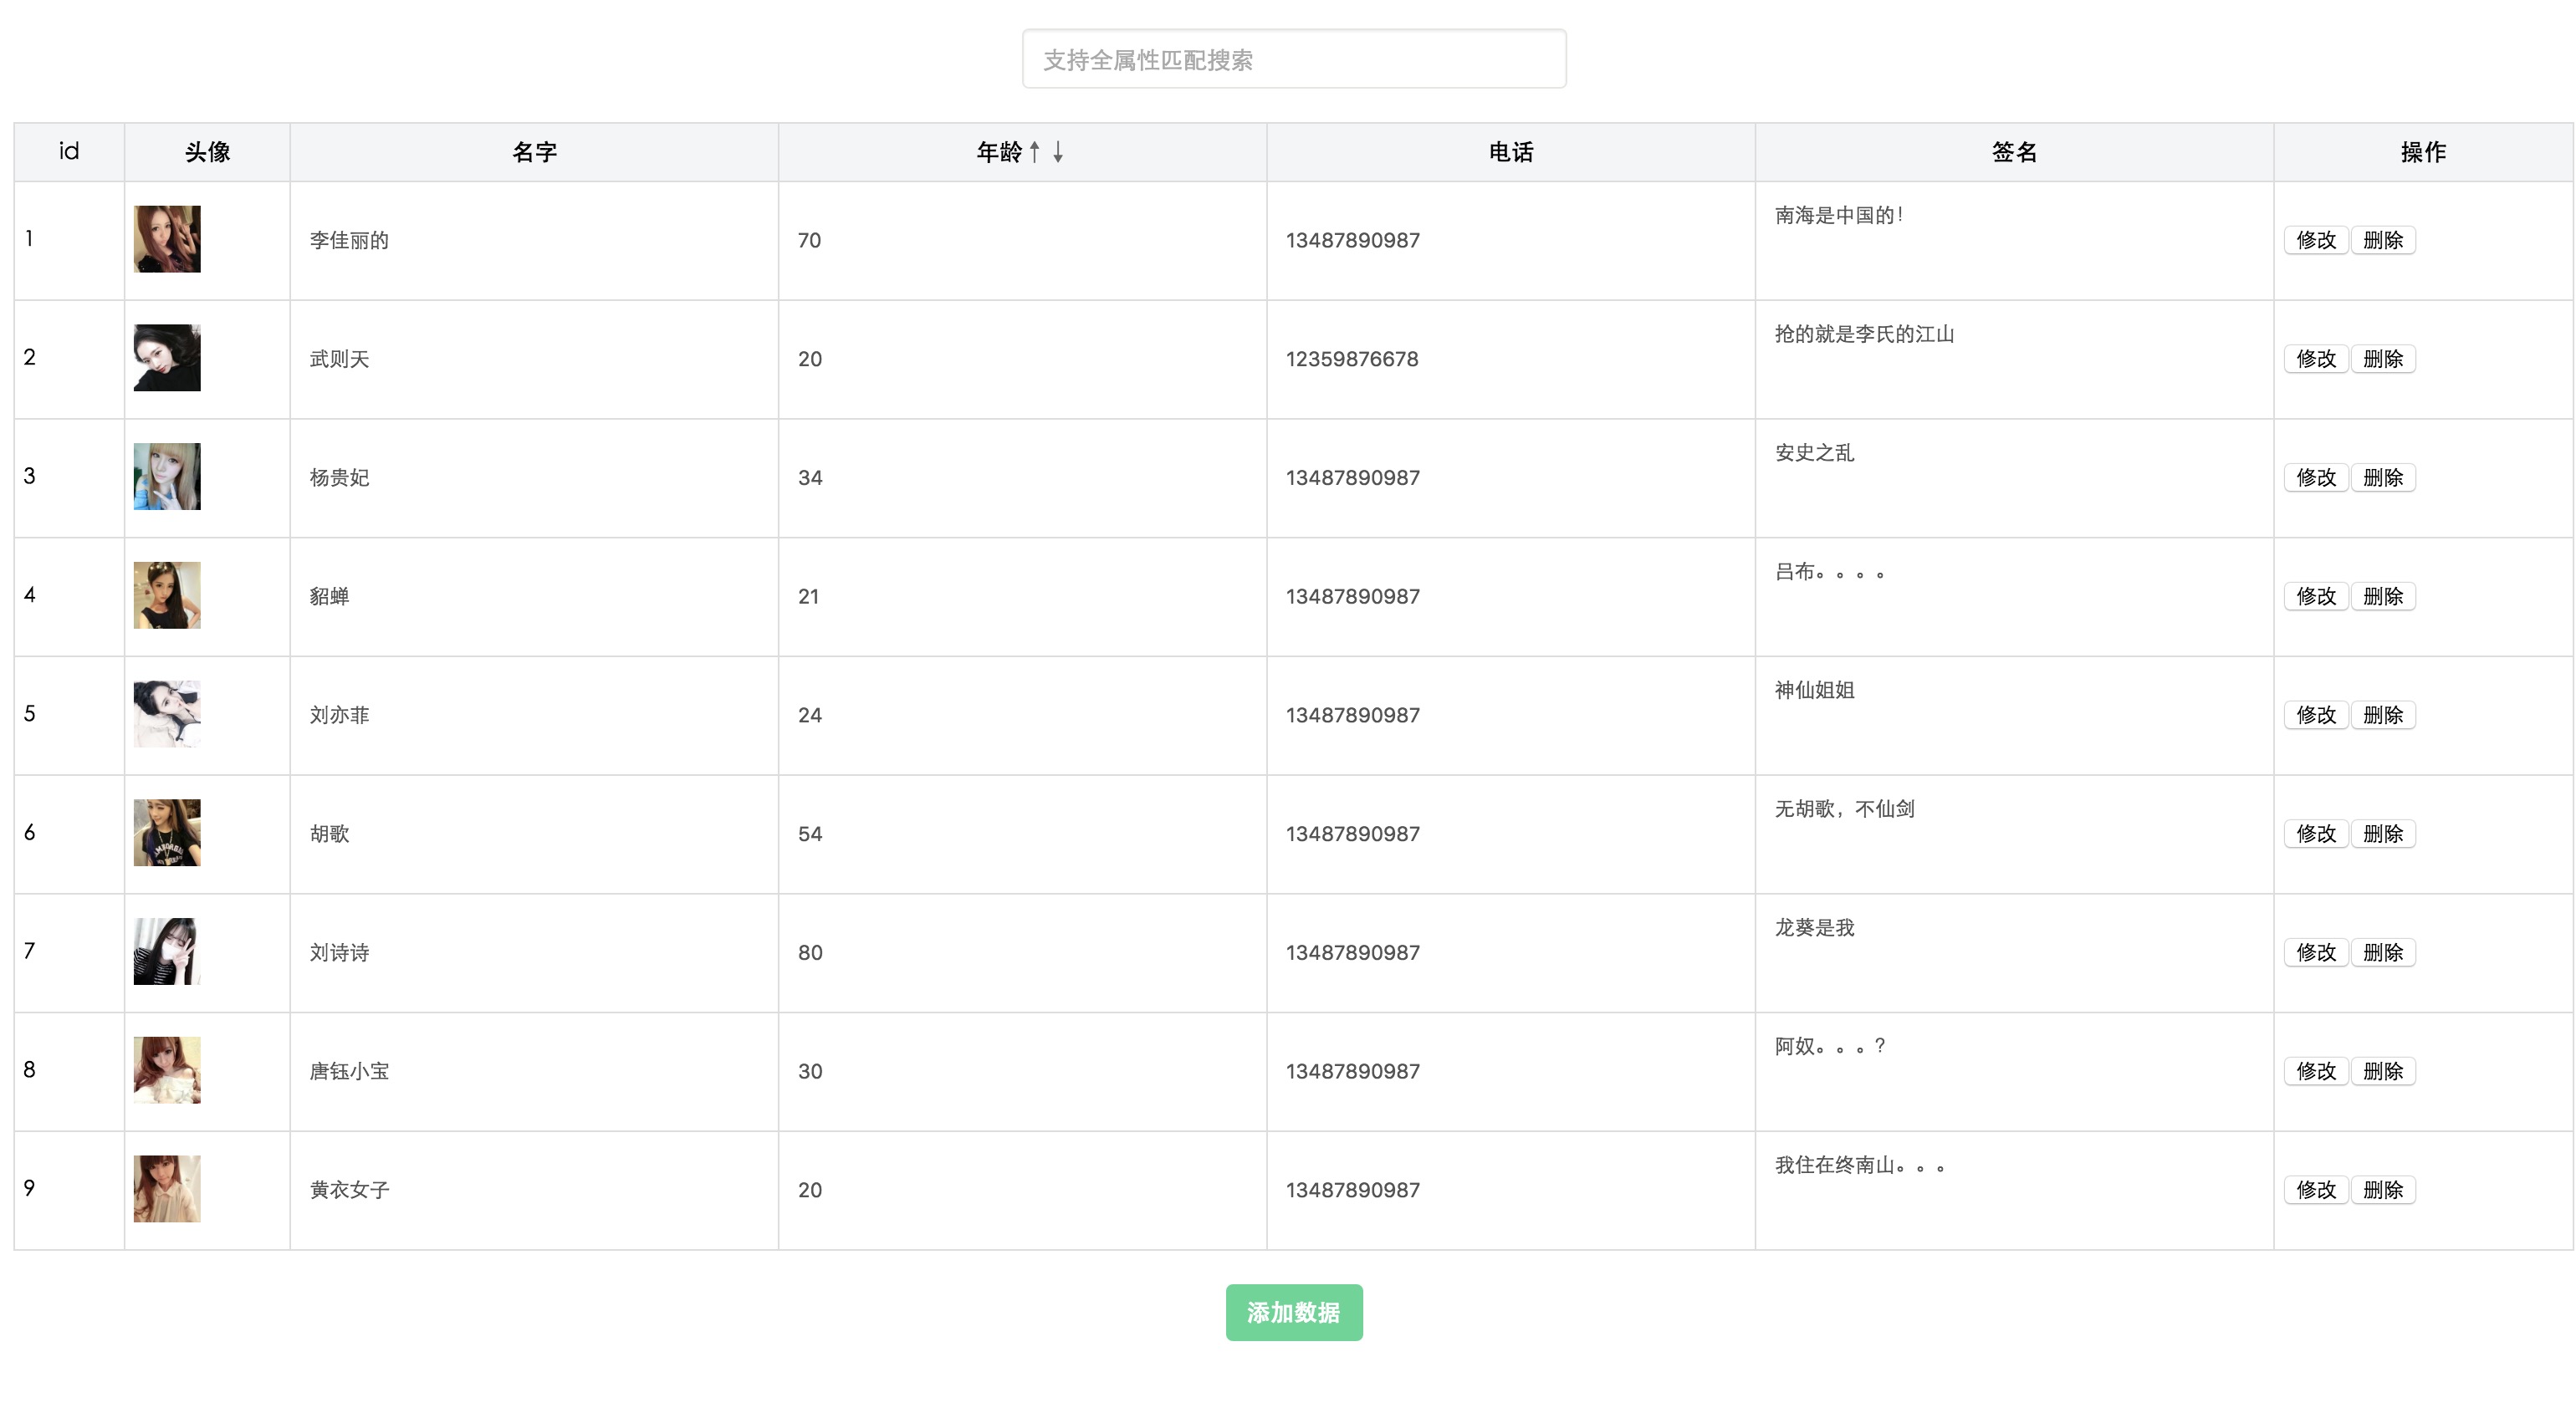 支持全属性匹配搜索
id 头像 名字 年龄↑ ↓ 电话 签名 操作
1 李佳丽的 70 13487890987 南海是中国的！ 修改 删除
2 武则天 20 12359876678 抢的就是李氏的江山 修改 删除
3 杨贵妃 34 13487890987 安史之乱 修改 删除
4 貂蝉 21 13487890987 吕布。。。。 修改 删除
5 刘亦菲 24 13487890987 神仙姐姐 修改 删除
6 胡歌 54 13487890987 无胡歌，不仙剑 修改 删除
7 刘诗诗 80 13487890987 龙葵是我 修改 删除
8 唐钰小宝 30 13487890987 阿奴。。。？ 修改 删除
9 黄衣女子 20 13487890987 我住在终南山。。。 修改 删除
添加数据